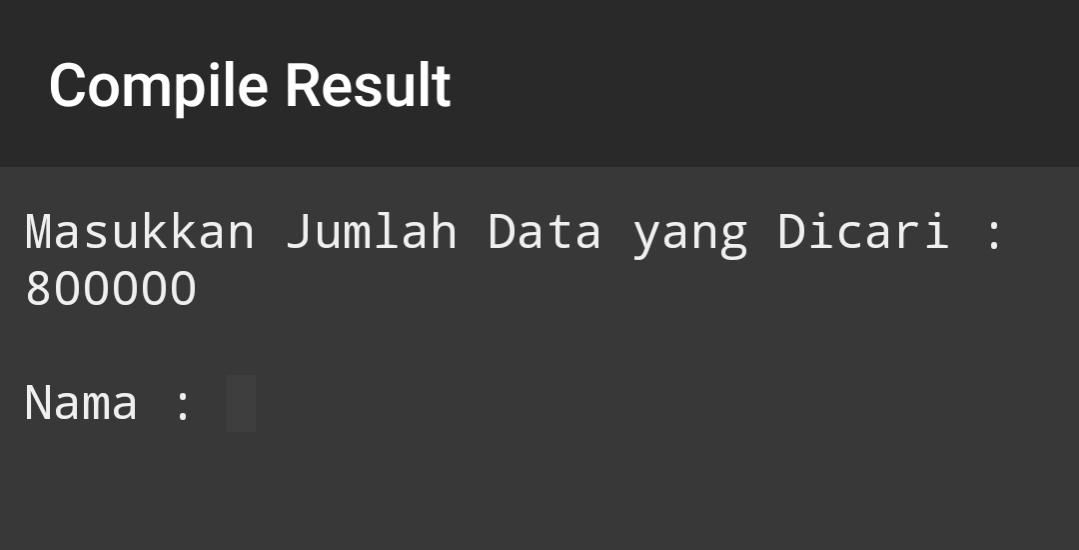 Compile Result
Masukkan Jumlah Data yang Dicari :
800000
Nama :